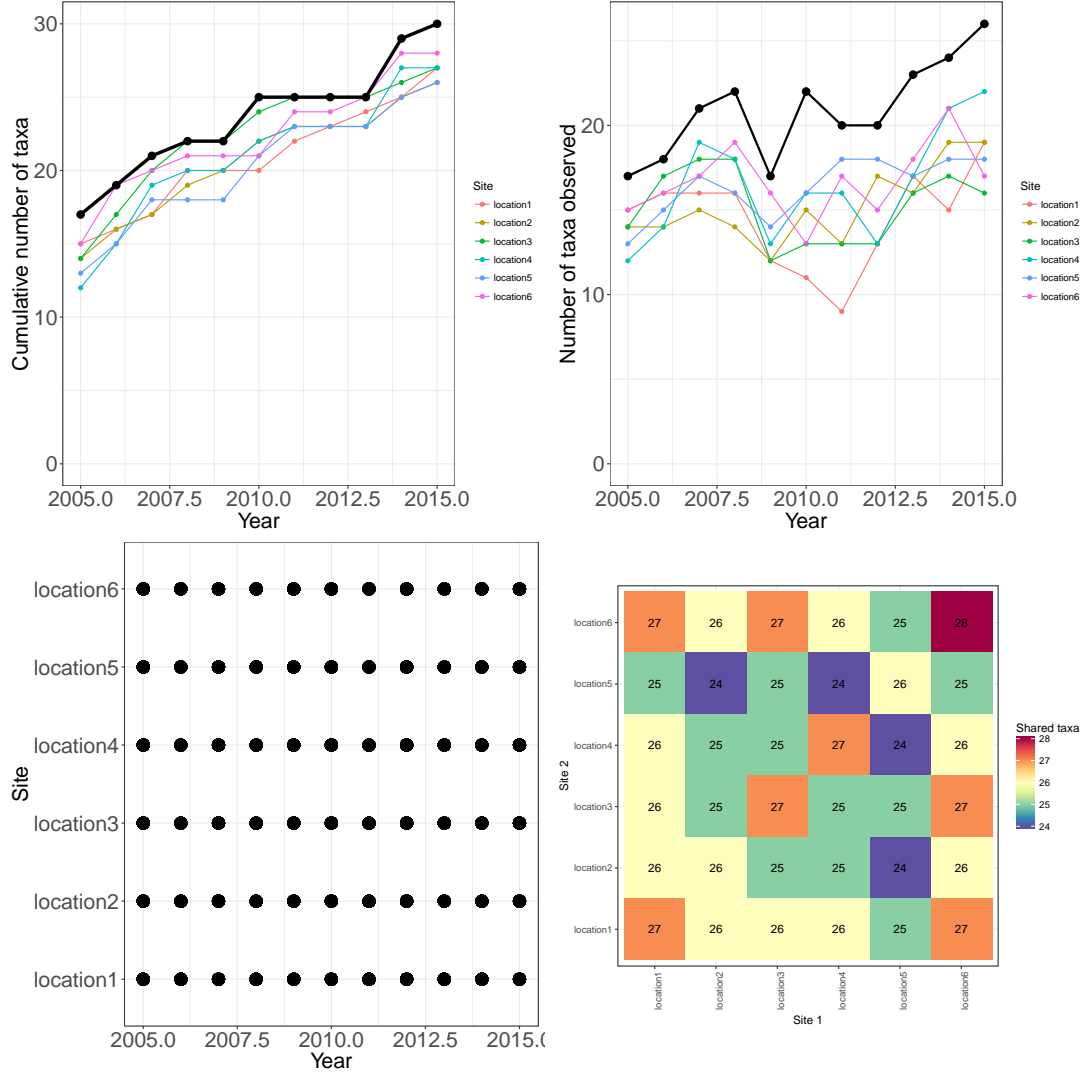 Cumulative number of taxa
30
20
10
0
2005.0 2007.5 2010.0 2012.5 2015.0
Year
Site
location1
location2
location3
location4
location5
location6
Number of taxa observed
20
10
0
2005.0 2007.5 2010.0 2012.5 2015.0
Year
Site
location1
location2
location3
location4
location5
location6
Site
location6
location5
location4
location3
location2
location1
2005.0 2007.5 2010.0 2012.5 2015.(
Year
Site 2
location6 27 26 27 26 25 28
location5 25 24 25 24 26 25
location4 26 25 25 27 24 26
location3 26 25 27 25 25 27
location2 26 26 25 25 24 26
location1 27 26 26 26 25 27
location1 location2 location3 location4 location5 location6
Site 1
Shared taxa
28
27
26
25
24